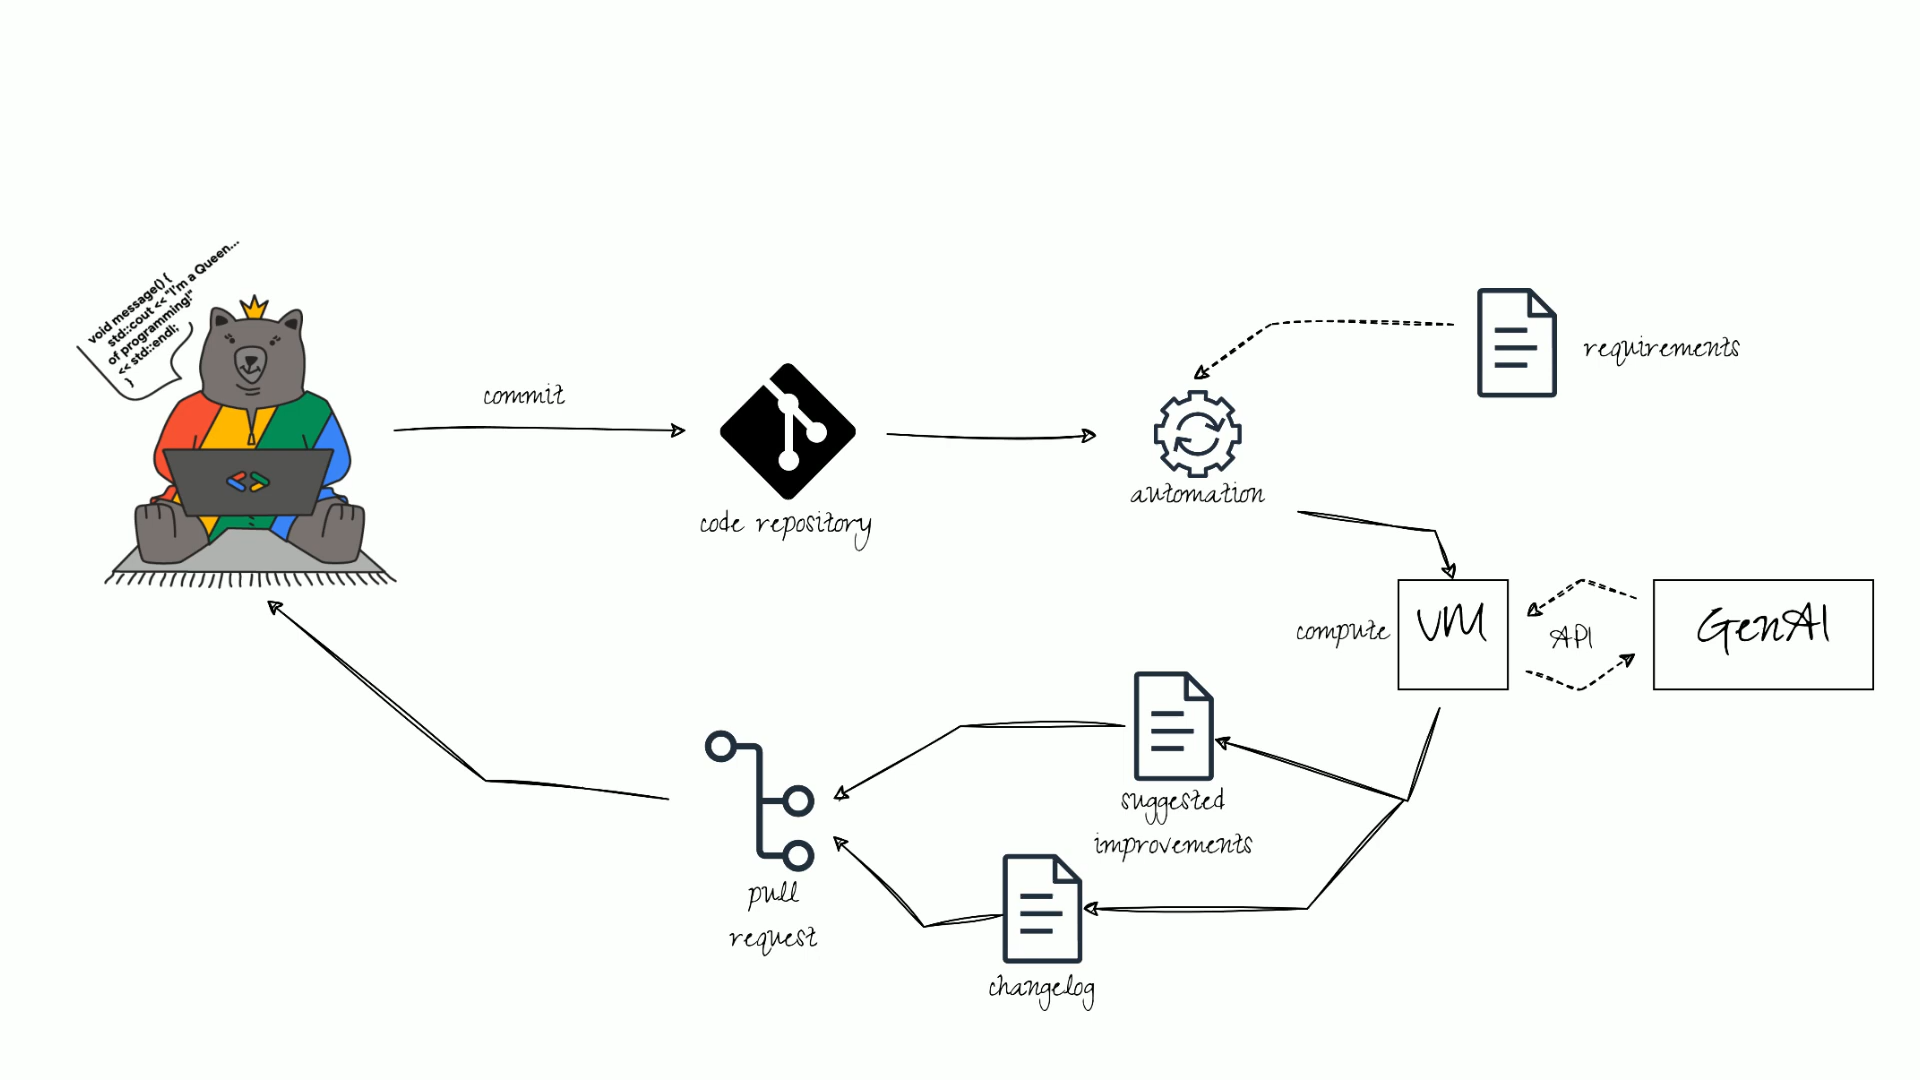 void message() {
std::cout << "I'm a Queen...
of programming!"
<< std::endl;
}
commit
code repository
automation
requirements
compute
VM
API
GenAI
suggested
improvements
pull
request
changelog